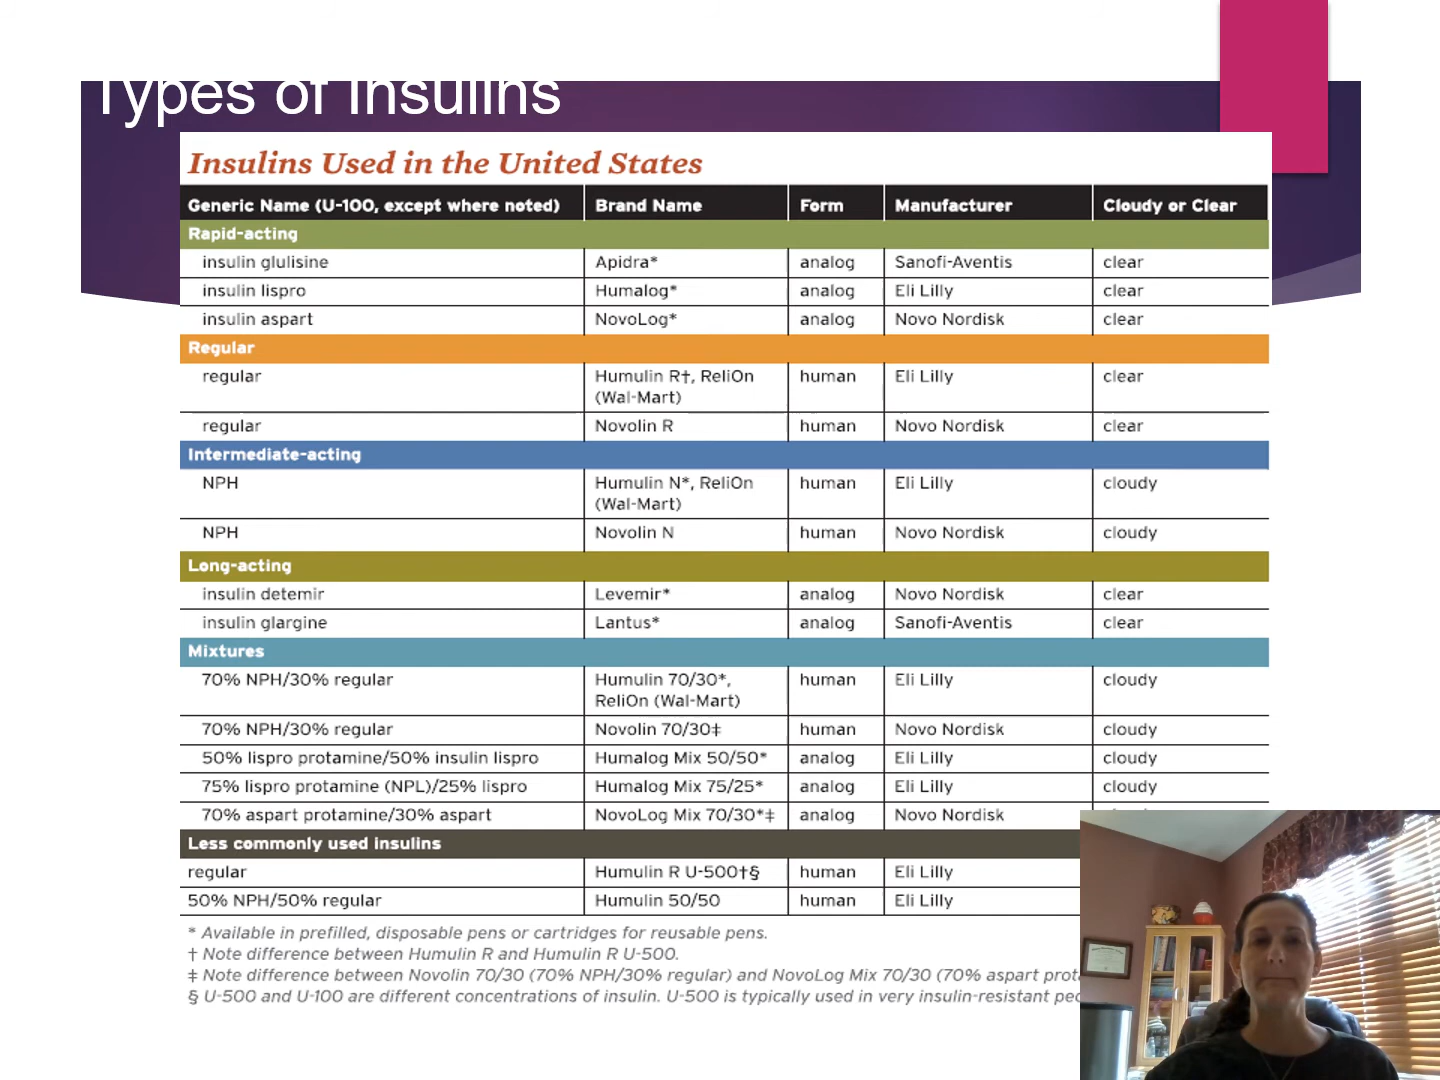 Types of Insulins
Insulins Used in the United States
Generic Name (U-100, except where noted) Brand Name Form Manufacturer Cloudy or Clear
Rapid-acting
insulin glulisine Apidra* analog Sanofi-Aventis clear
insulin lispro Humalog* analog Eli Lilly clear
insulin aspart NovoLog* analog Novo Nordisk clear
Regular
regular Humulin R†, ReliOn human Eli Lilly clear
(Wal-Mart)
regular Novolin R human Novo Nordisk clear
Intermediate-acting
NPH Humulin N*, ReliOn human Eli Lilly cloudy
(Wal-Mart)
NPH Novolin N human Novo Nordisk cloudy
Long-acting
insulin detemir Levemir* analog Novo Nordisk clear
insulin glargine Lantus* analog Sanofi-Aventis clear
Mixtures
70% NPH/30% regular Humulin 70/30*, human Eli Lilly cloudy
ReliOn (Wal-Mart)
70% NPH/30% regular Novolin 70/30‡ human Novo Nordisk cloudy
50% lispro protamine/50% insulin lispro Humalog Mix 50/50* analog Eli Lilly cloudy
75% lispro protamine (NPL)/25% lispro Humalog Mix 75/25* analog Eli Lilly cloudy
70% aspart protamine/30% aspart NovoLog Mix 70/30*‡ analog Novo Nordisk
Less commonly used insulins
regular Humulin R U-500†§ human Eli Lilly
50% NPH/50% regular Humulin 50/50 human Eli Lilly
* Available in prefilled, disposable pens or cartridges for reusable pens.
† Note difference between Humulin R and Humulin R U-500.
‡ Note difference between Novolin 70/30 (70% NPH/30% regular) and NovoLog Mix 70/30 (70% aspart
§ U-500 and U-100 are different concentrations of insulin. U-500 is typically used in very insulin-resistant